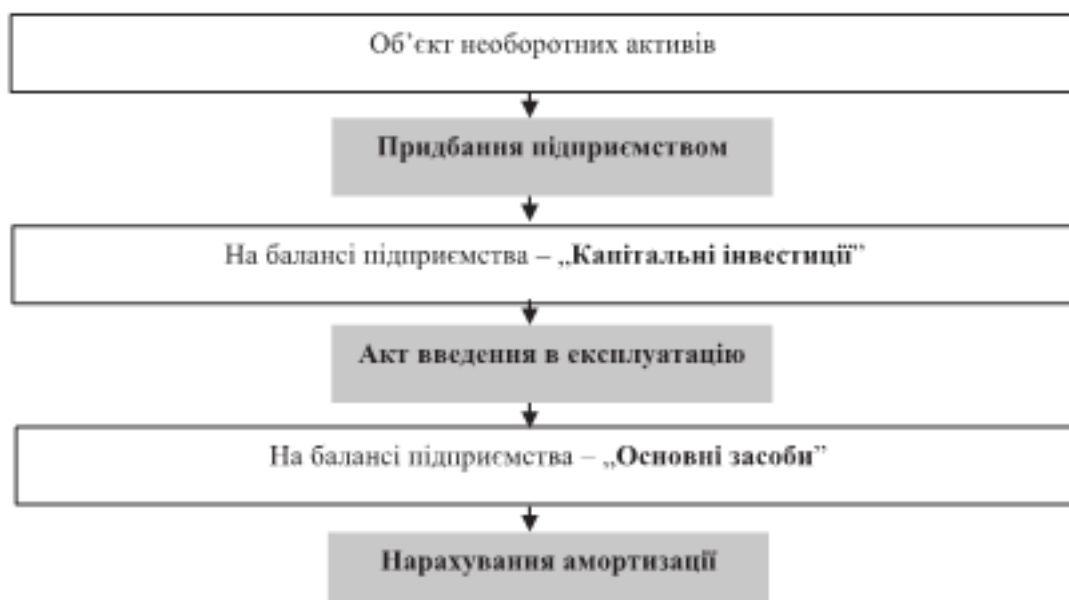 Об’єкт необоротних активів
Придбання підприємством
На балансі підприємства – „Капітальні інвестиції”
Акт введення в експлуатацію
На балансі підприємства – „Основні засоби”
Нарахування амортизації